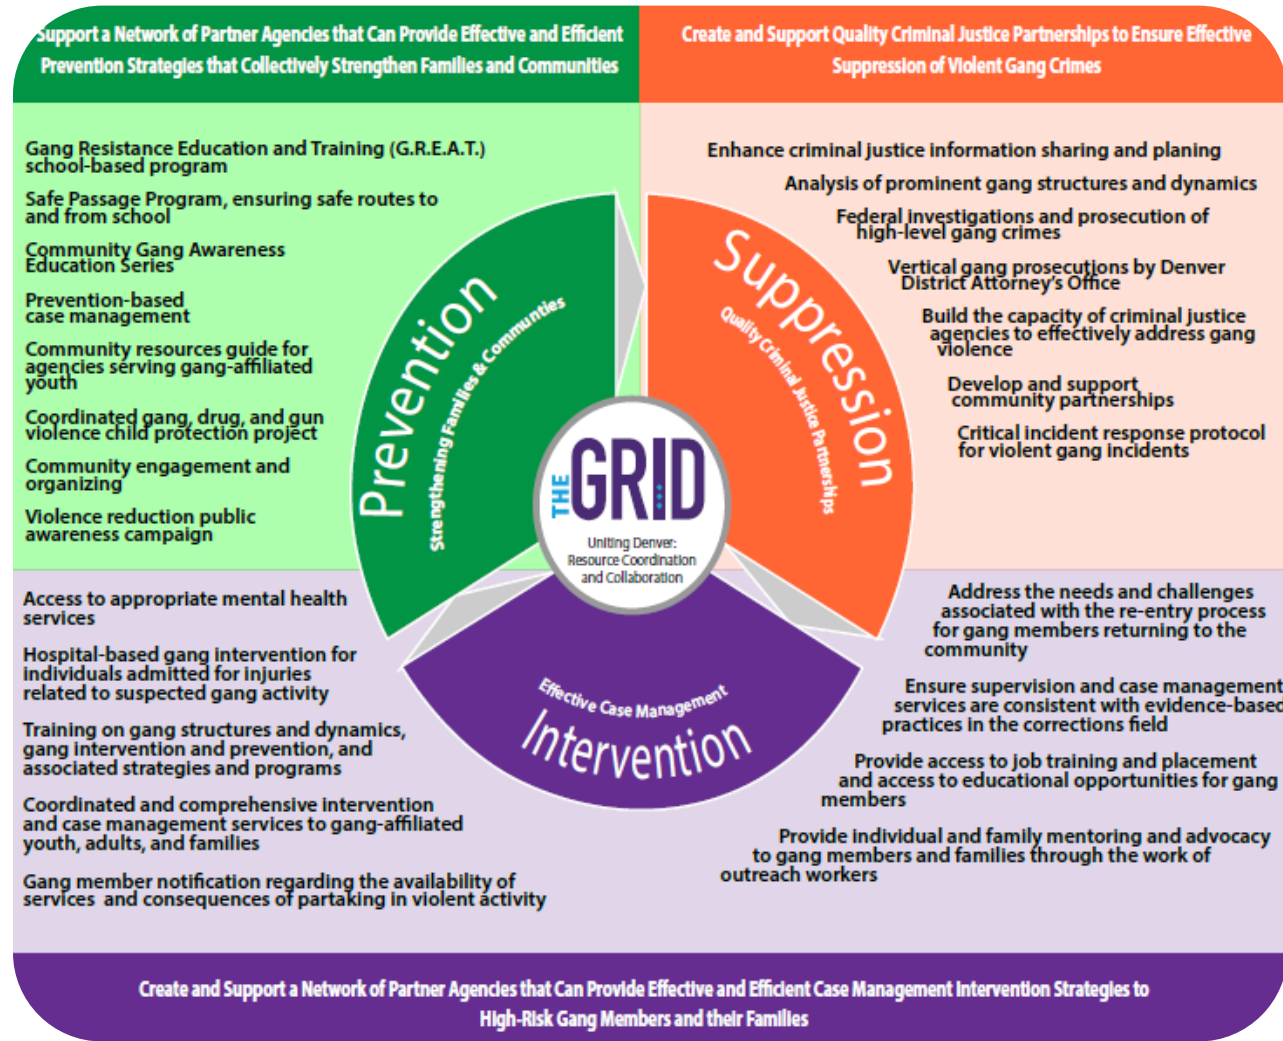 Support a Network of Partner Agencies that Can Provide Effective and Efficient
Prevention Strategies that Collectively Strengthen Families and Communities
Create and Support Quality Criminal Justice Partnerships to Ensure Effective
Suppression of Violent Gang Crimes
Gang Resistance Education and Training (G.R.E.A.T.)
school-based program
Safe Passage Program, ensuring safe routes to
and from school
Community Gang Awareness
Education Series
Prevention-based
case management
Community resources guide for
agencies serving gang-affiliated
youth
Coordinated gang, drug, and gun
violence child protection project
Community engagement and
organizing
Violence reduction public
awareness campaign
Enhance criminal justice information sharing and planing
Analysis of prominent gang structures and dynamics
Federal investigations and prosecution of
high-level gang crimes
Vertical gang prosecutions by Denver
District Attorney's Office
Build the capacity of criminal justice
agencies to effectively address gang
violence
Develop and support
community partnerships
Critical incident response protocol
for violent gang incidents
Prevention
Strengthening Families & Communties
Suppression
Quality Criminal Justice Partnerships
THE GRID
Uniting Denver:
Resource Coordination
and Collaboration
Effective Case Management
Intervention
Access to appropriate mental health
services
Hospital-based gang intervention for
individuals admitted for injuries
related to suspected gang activity
Training on gang structures and dynamics,
gang intervention and prevention, and
associated strategies and programs
Coordinated and comprehensive intervention
and case management services to gang-affiliated
youth, adults, and families
Gang member notification regarding the availability of
services and consequences of partaking in violent activity
Address the needs and challenges
associated with the re-entry process
for gang members returning to the
community
Ensure supervision and case management
services are consistent with evidence-based
practices in the corrections field
Provide access to job training and placement
and access to educational opportunities for gang
members
Provide individual and family mentoring and advocacy
to gang members and families through the work of
outreach workers
Create and Support a Network of Partner Agencies that Can Provide Effective and Efficient Case Management Intervention Strategies to
High-Risk Gang Members and their Families